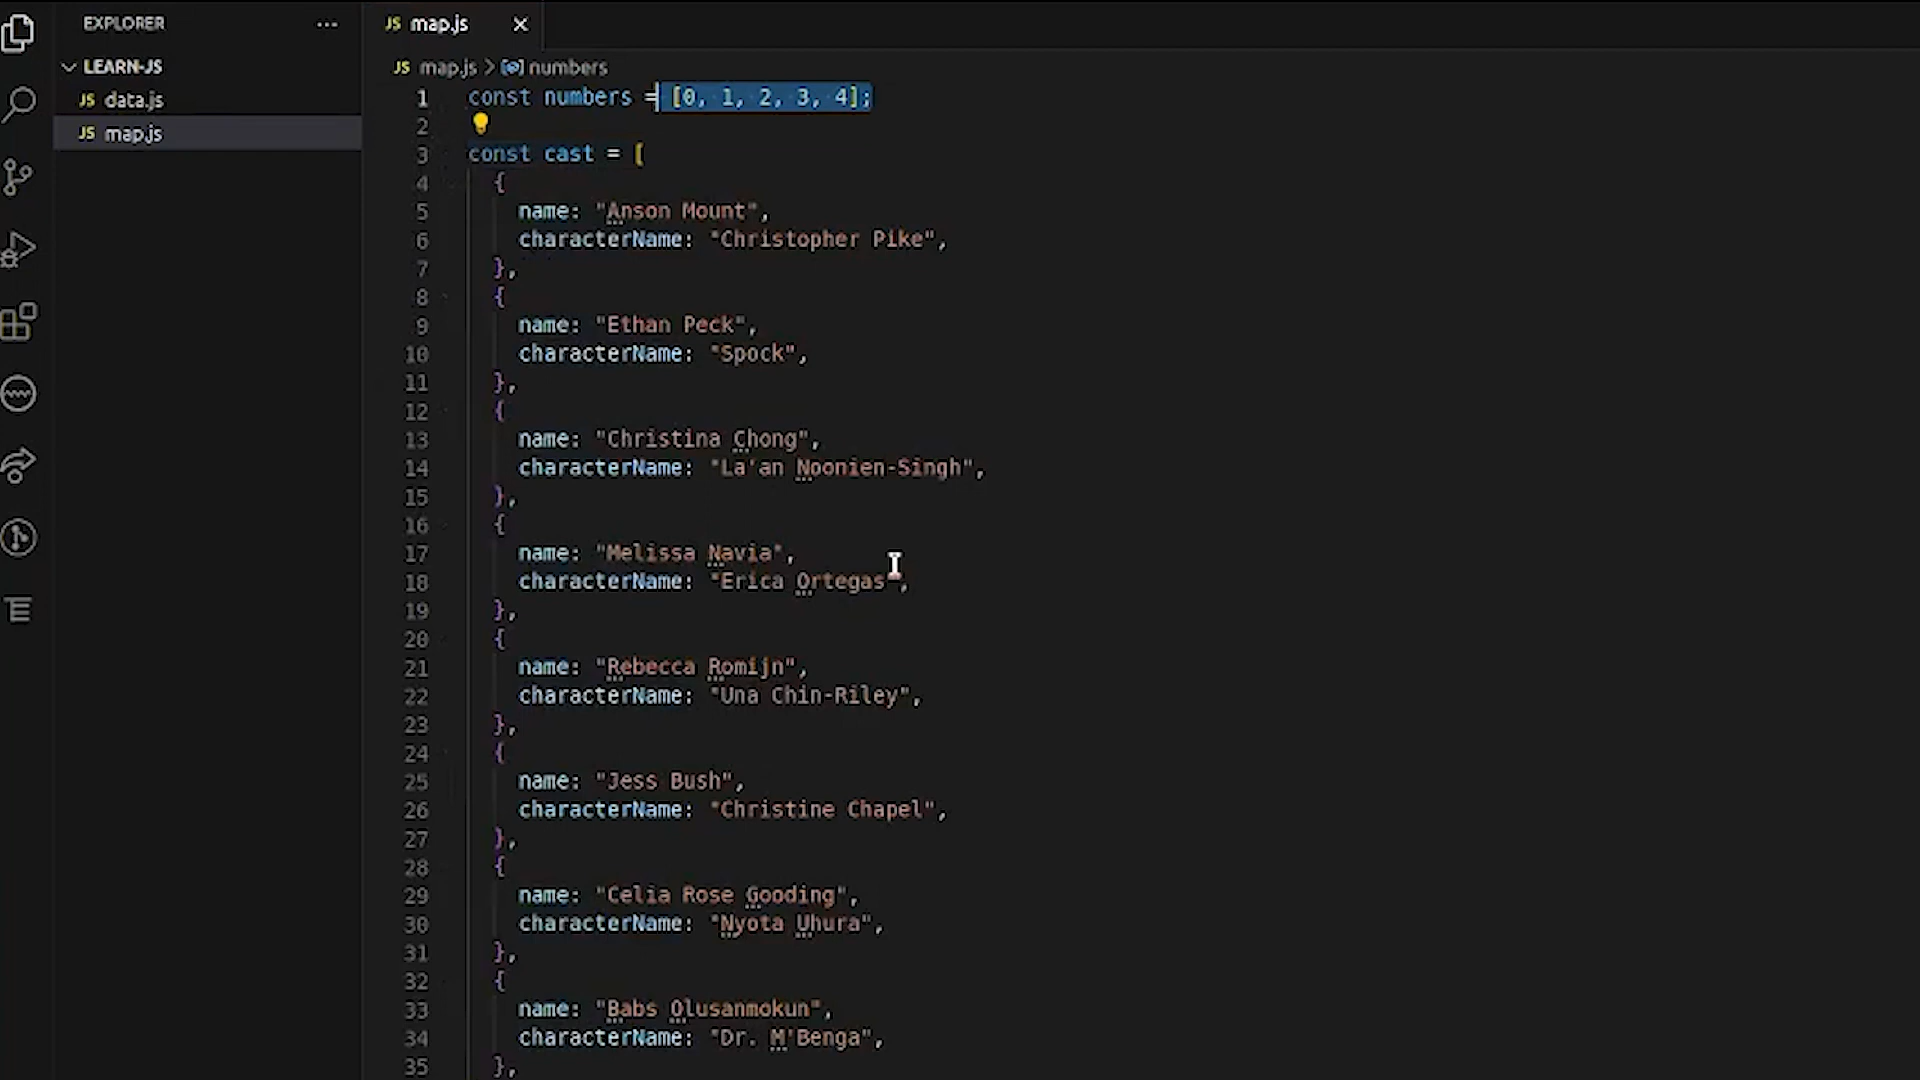 EXPLORER
LEARN-JS
JS data.js
JS map.js
JS map.js
JS map.js > numbers
1 const numbers = [0, 1, 2, 3, 4];
2
3 const cast = [
4 {
5 name: "Anson Mount",
6 characterName: "Christopher Pike",
7 },
8 {
9 name: "Ethan Peck",
10 characterName: "Spock",
11 },
12 {
13 name: "Christina Chong",
14 characterName: "La'an Noonien-Singh",
15 },
16 {
17 name: "Melissa Navia",
18 characterName: "Erica Ortegas",
19 },
20 {
21 name: "Rebecca Romijn",
22 characterName: "Una Chin-Riley",
23 },
24 {
25 name: "Jess Bush",
26 characterName: "Christine Chapel",
27 },
28 {
29 name: "Celia Rose Gooding",
30 characterName: "Nyota Uhura",
31 },
32 {
33 name: "Babs Olusanmokun",
34 characterName: "Dr. M'Benga",
35 },